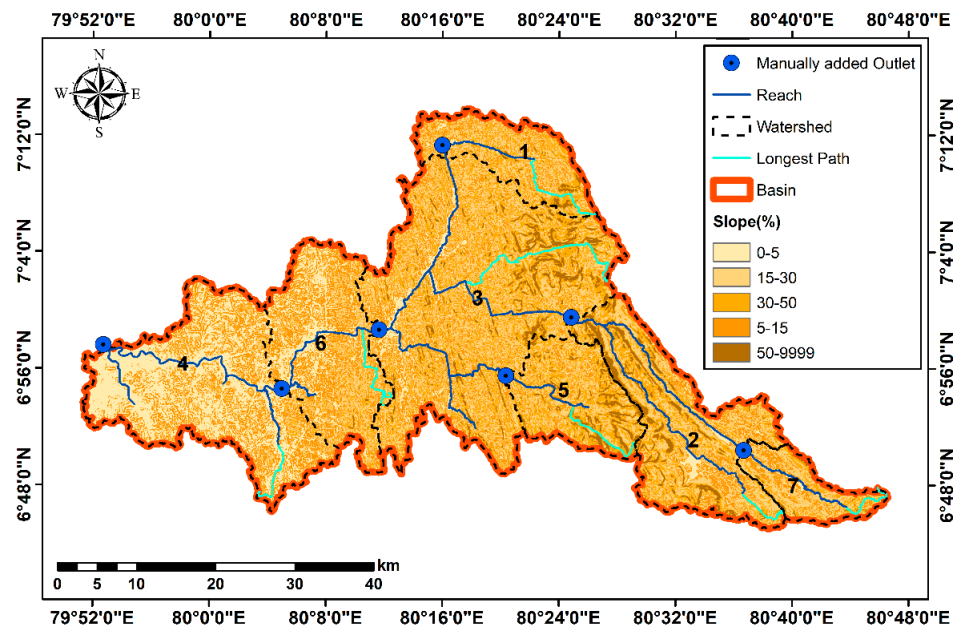 79°52'0"E 80°0'0"E 80°8'0"E 80°16'0"E 80°24'0"E 80°32'0"E 80°40'0"E 80°48'0"E
N
W E
S
Manually added Outlet
Reach
Watershed
Longest Path
Basin
Slope(%)
0-5
15-30
30-50
5-15
50-9999
7°12'0"N 7°12'0"N
7°4'0"N 7°4'0"N
6°56'0"N 6°56'0"N
6°48'0"N 6°48'0"N
1
3
6
4
5
2
7
km
0 5 10 20 30 40
79°52'0"E 80°0'0"E 80°8'0"E 80°16'0"E 80°24'0"E 80°32'0"E 80°40'0"E 80°48'0"E